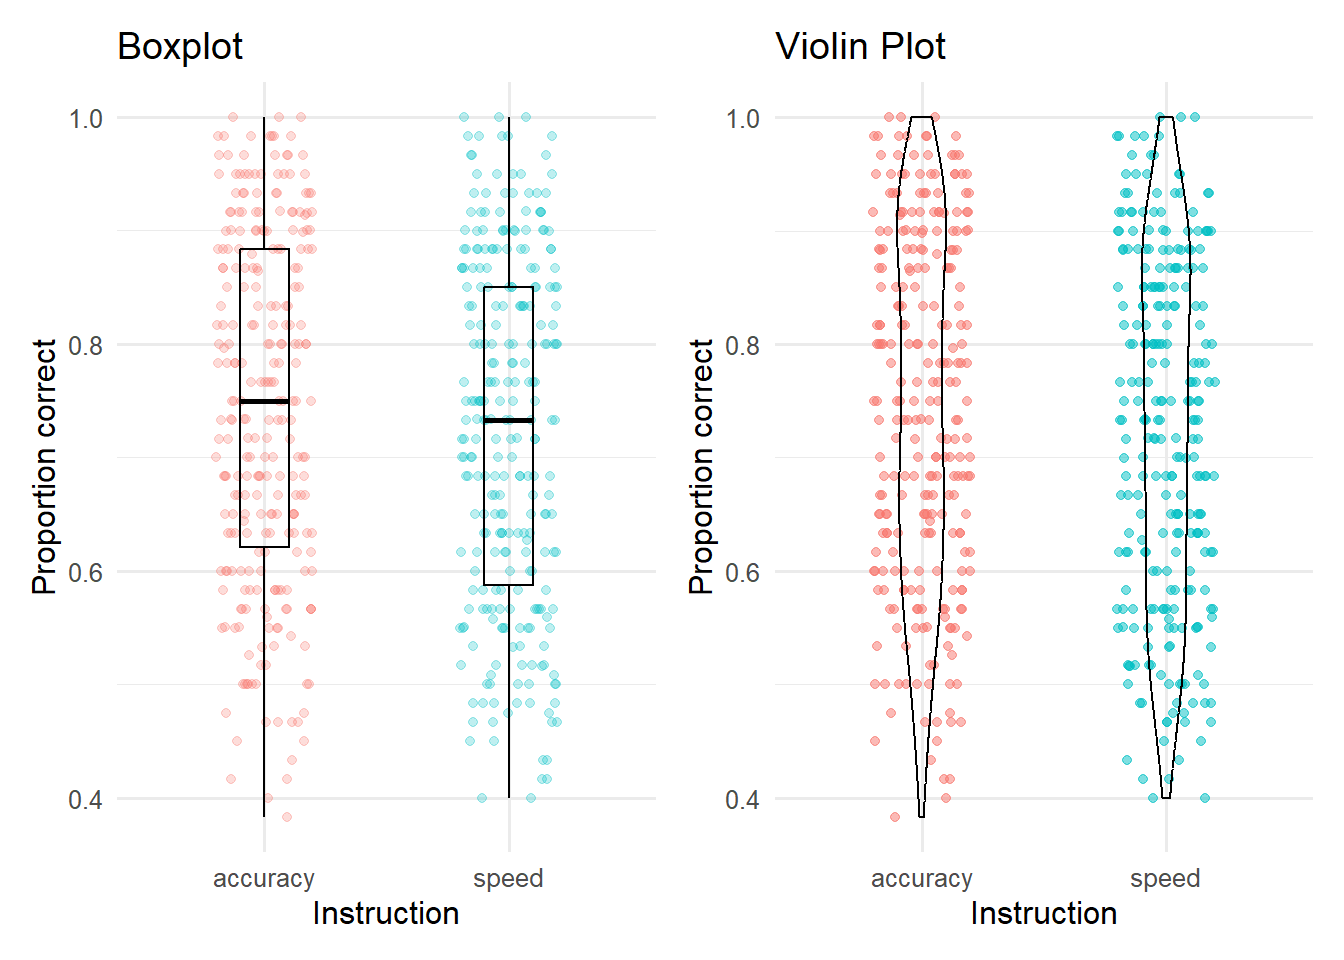 Boxplot
Proportion correct
1.0
0.8
0.6
0.4
accuracy speed
Instruction
Violin Plot
Proportion correct
1.0
0.8
0.6
0.4
accuracy speed
Instruction